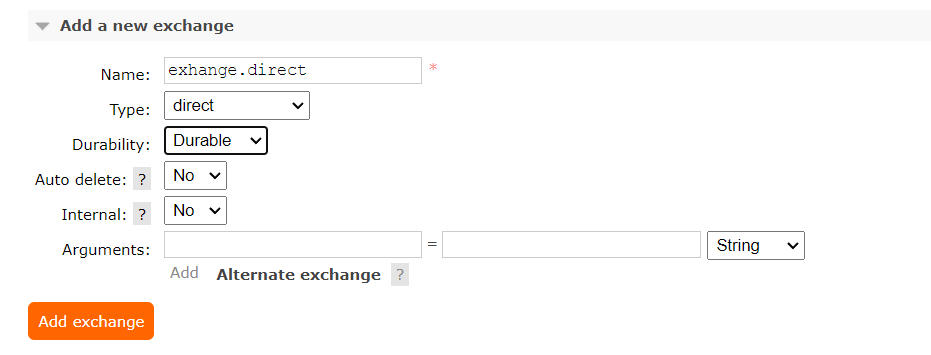 Add a new exchange
Name: exhange.direct *
Type: direct
Durability: Durable
Auto delete: ? No
Internal: ? No
Arguments: = String
Add Alternate exchange ?
Add exchange